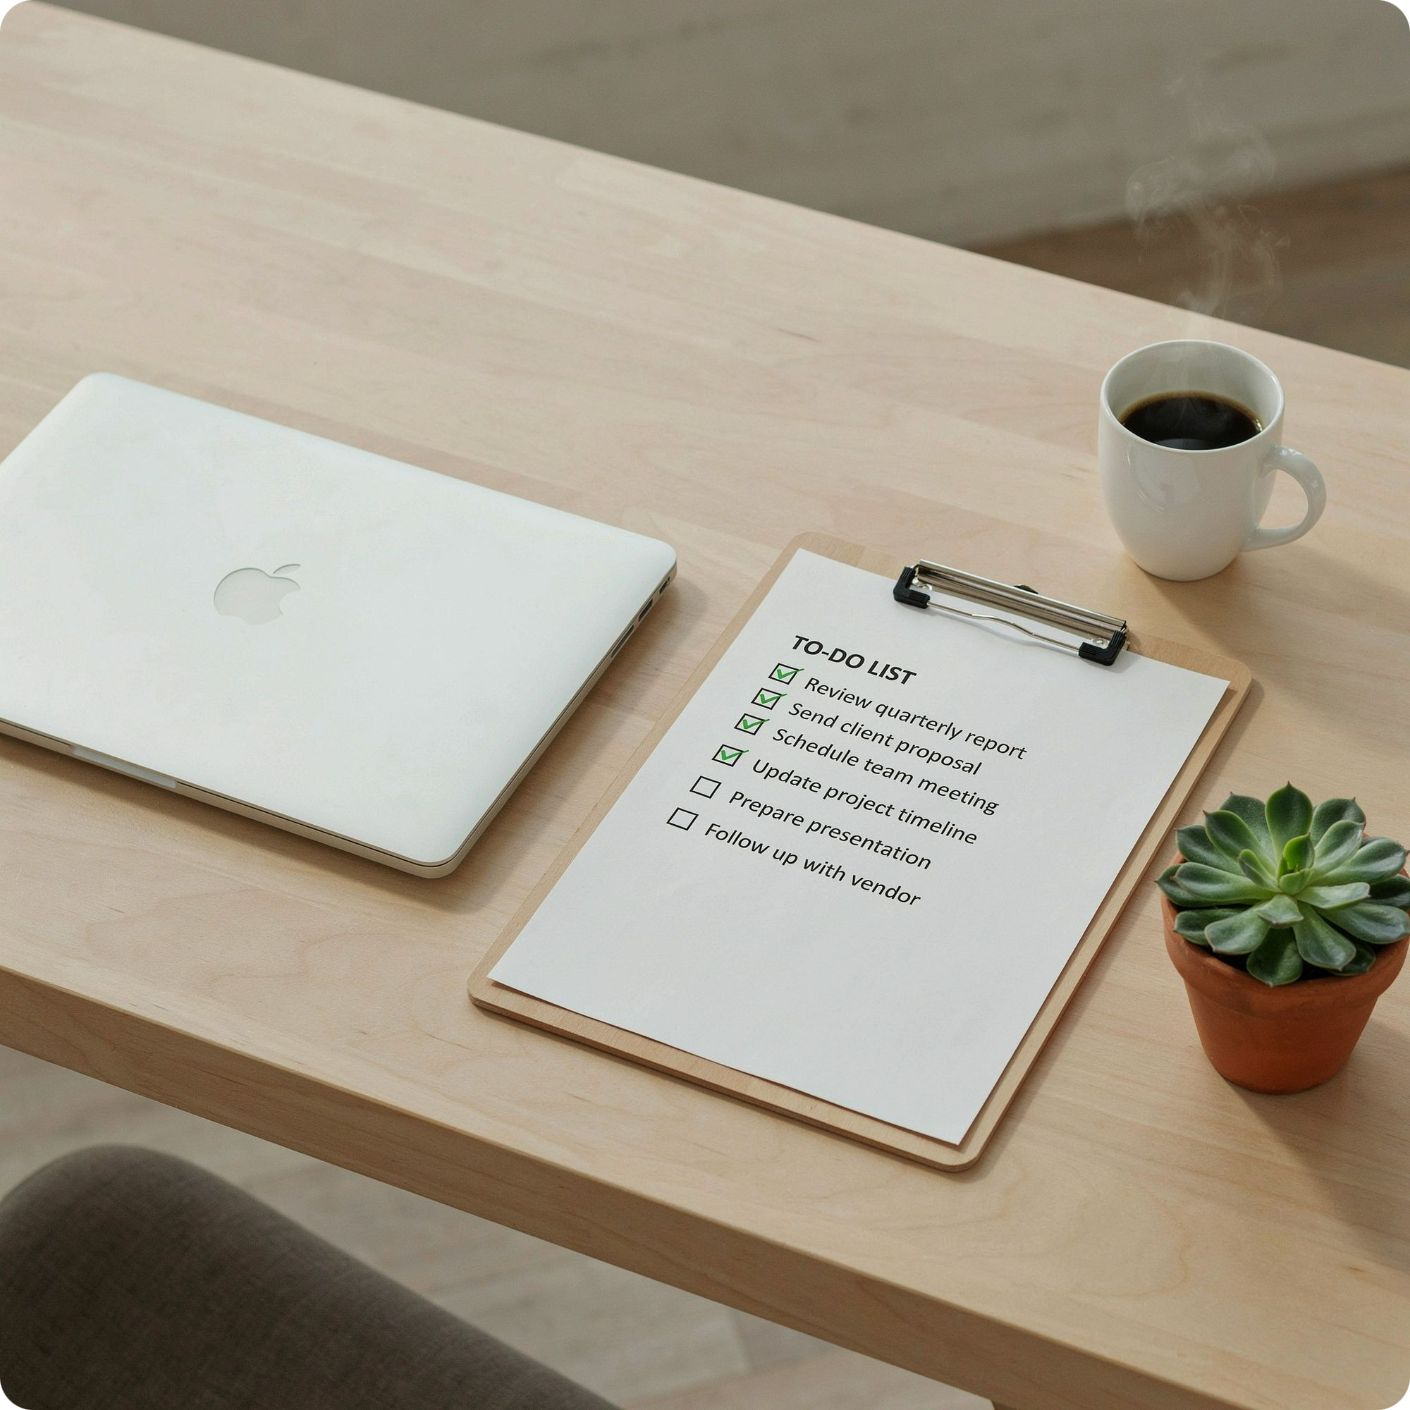 TO-DO LIST
Review quarterly report
Send client proposal
Schedule team meeting
Update project timeline
Prepare presentation
Follow up with vendor